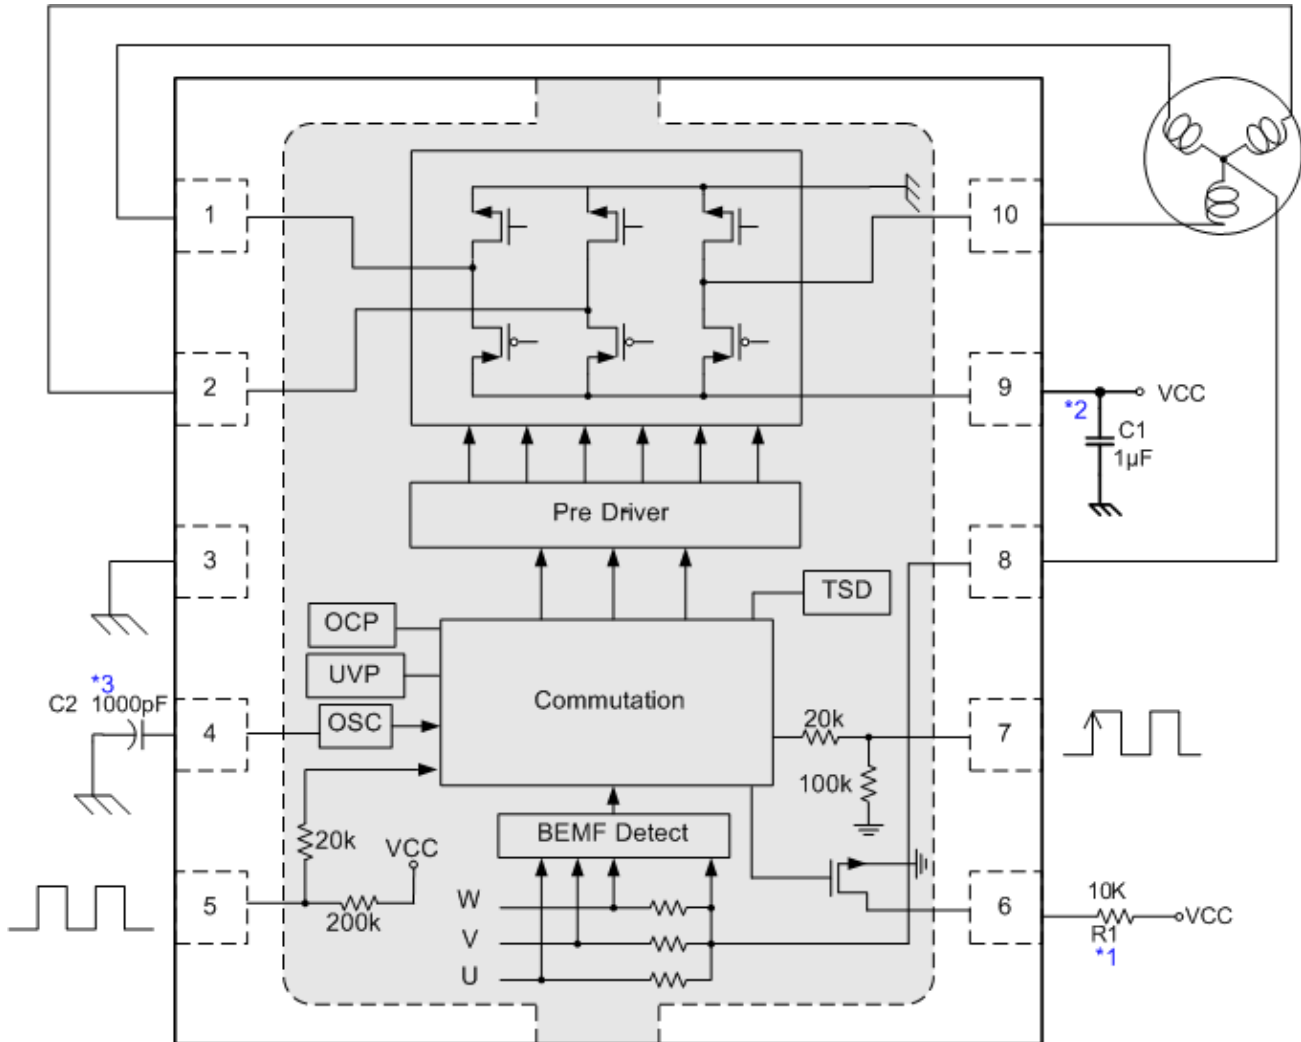 1
10
2
9
VCC
*2
C1
1µF
Pre Driver
3
8
TSD
OCP
UVP
Commutation
*3
C2 1000pF
4
OSC
20k
7
100k
20k
VCC
BEMF Detect
5
200k
W
V
U
6
10K
VCC
R1
*1